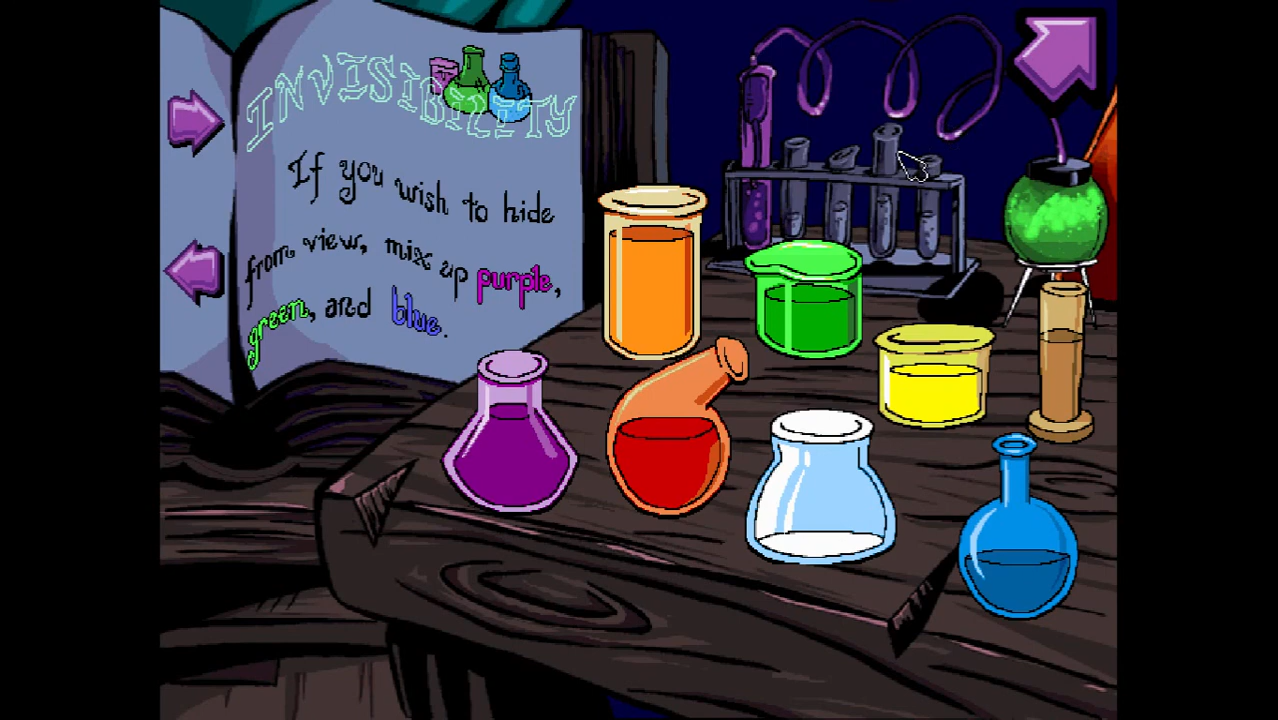 INVISIBILITY
If you wish to hide
from view, mix up purple,
green, and blue.